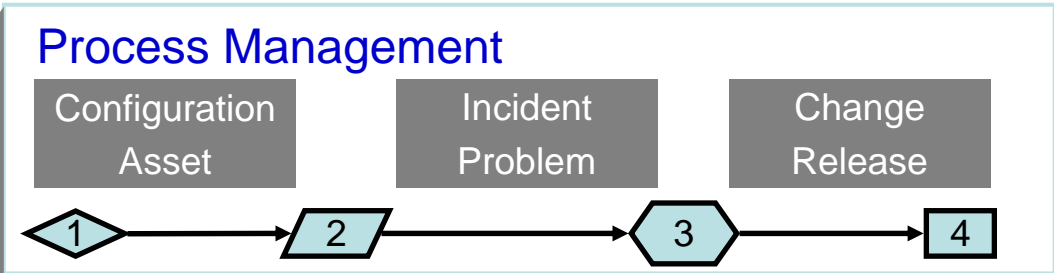 Process Management
Configuration
Asset
Incident
Problem
Change
Release
1
2
3
4